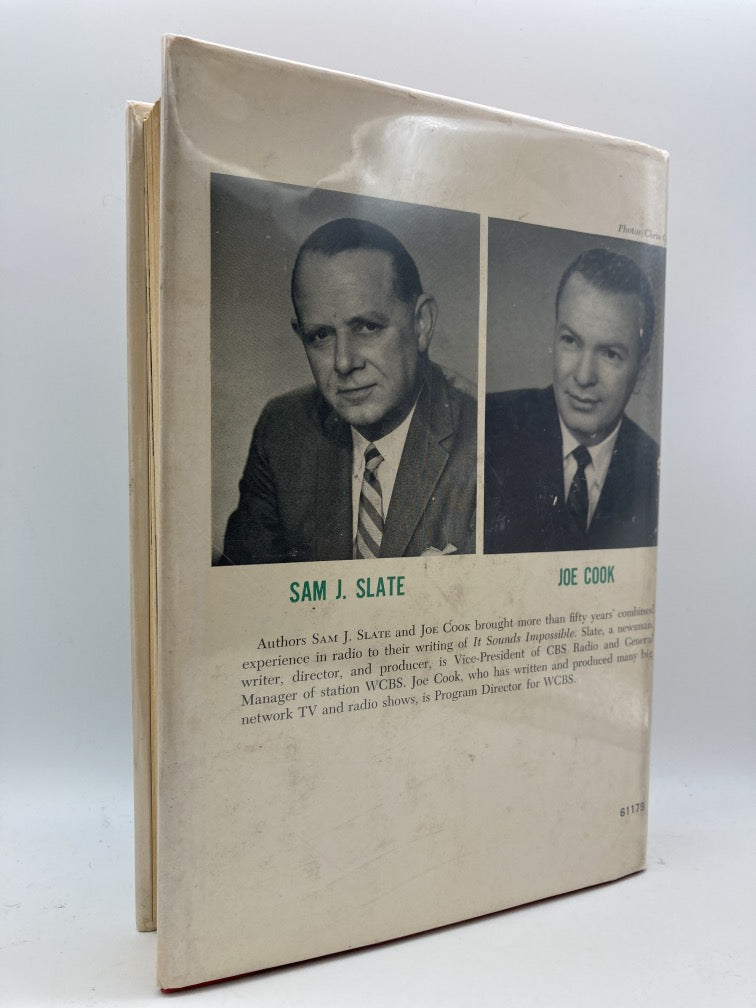 Photos/Chris
SAM J. SLATE
JOE COOK
Authors SAM J. SLATE and JOE COOK brought more than fifty years' combined
experience in radio to their writing of It Sounds Impossible. Slate, a newsman,
writer, director, and producer, is Vice-President of CBS Radio and General
Manager of station WCBS. Joe Cook, who has written and produced many big
network TV and radio shows, is Program Director for WCBS.
61179